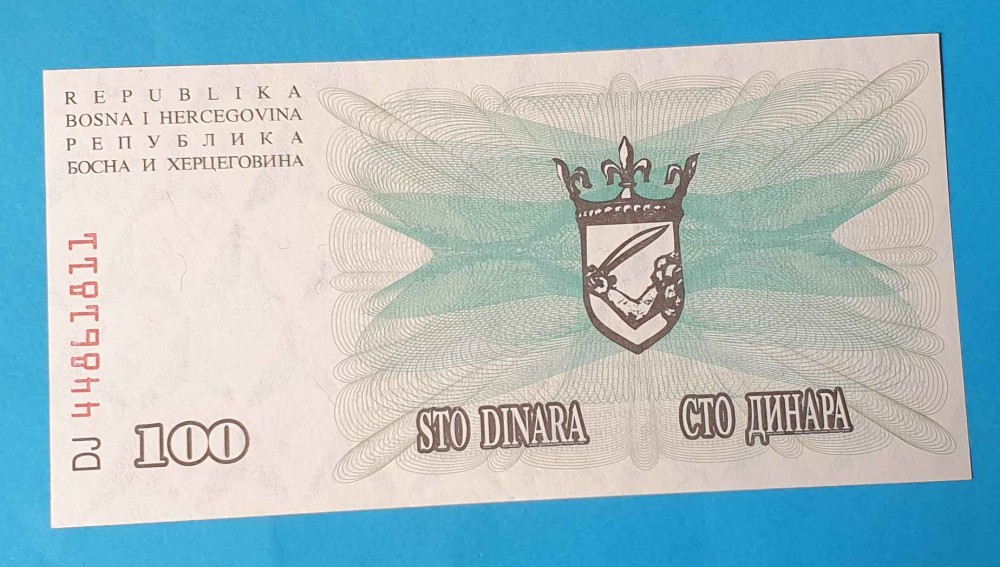 REPUBLIKA
BOSNA I HERCEGOVINA
РЕПУБЛИКА
БОСНА И ХЕРЦЕГОВИНА
DJ 44861811
100
STO DINARA
СТО ДИНАРА